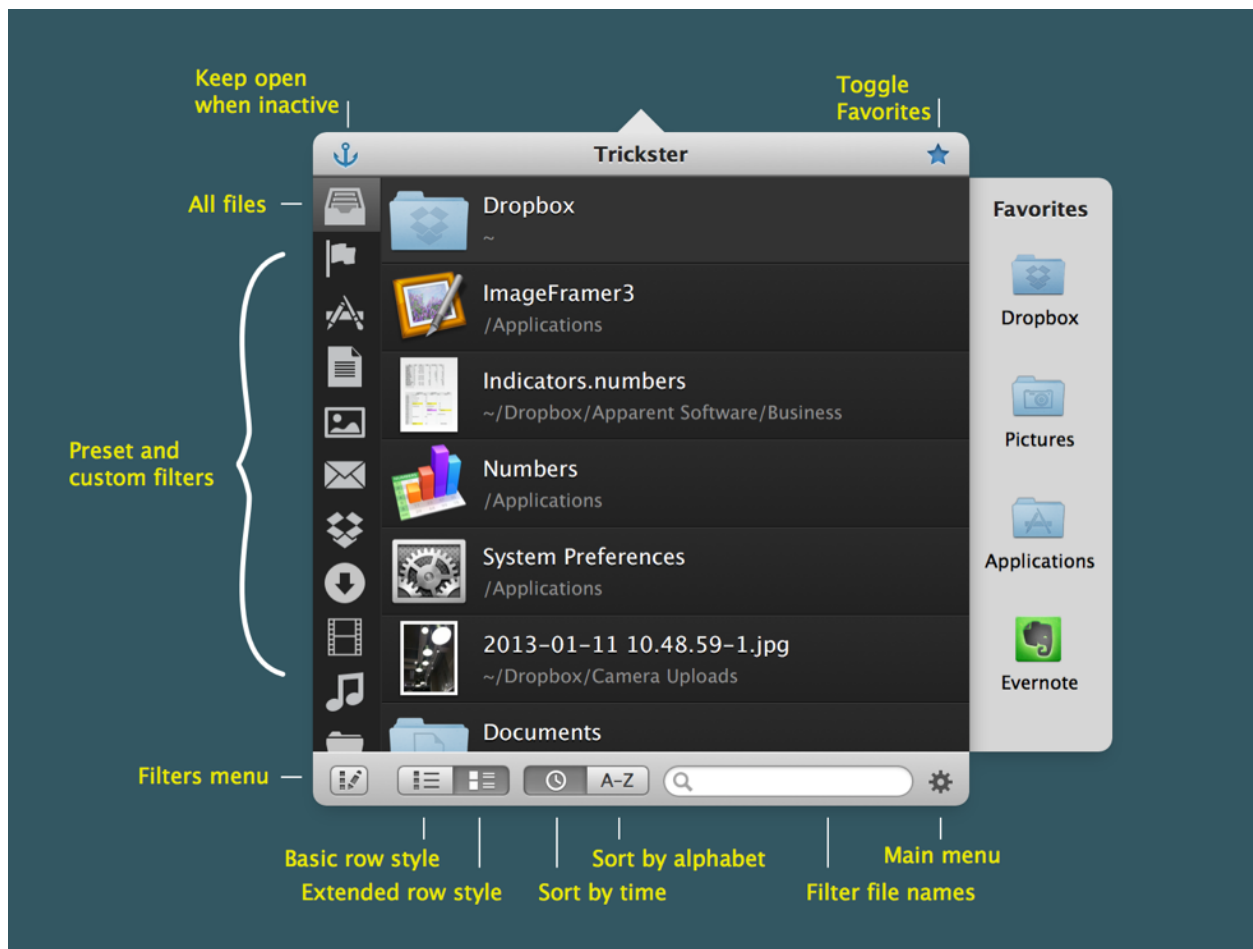 Keep open
when inactive
Toggle
Favorites
Trickster
All files
Dropbox
~
Favorites
ImageFramer3
/Applications
Dropbox
Indicators.numbers
~/Dropbox/Apparent Software/Business
Pictures
Preset and
custom filters
Numbers
/Applications
System Preferences
/Applications
Applications
2013-01-11 10.48.59-1.jpg
~/Dropbox/Camera Uploads
Evernote
Documents
Filters menu
A-Z
Basic row style
Sort by alphabet
Main menu
Extended row style
Sort by time
Filter file names